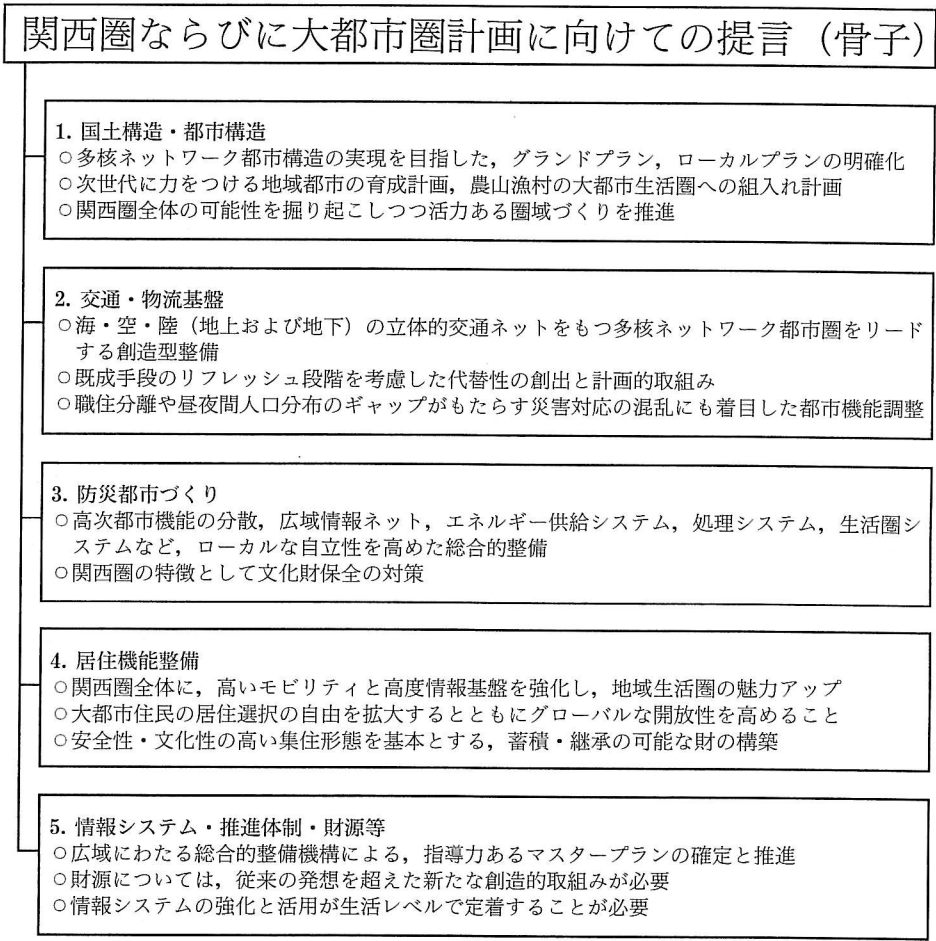 関西圏ならびに大都市圏計画に向けての提言（骨子）
1. 国土構造・都市構造
○多核ネットワーク都市構造の実現を目指した，グランドプラン，ローカルプランの明確化
○次世代に力をつける地域都市の育成計画，農山漁村の大都市生活圏への組入れ計画
○関西圏全体の可能性を掘り起こしつつ活力ある圏域づくりを推進
2. 交通・物流基盤
○海・空・陸（地上および地下）の立体的交通ネットをもつ多核ネットワーク都市圏をリード
する創造型整備
○既成手段のリフレッシュ段階を考慮した代替性の創出と計画的取組み
○職住分離や昼夜間人口分布のギャップがもたらす災害対応の混乱にも着目した都市機能調整
3. 防災都市づくり
○高次都市機能の分散，広域情報ネット，エネルギー供給システム，処理システム，生活圏シ
ステムなど，ローカルな自立性を高めた総合的整備
○関西圏の特徴として文化財保全の対策
4. 居住機能整備
○関西圏全体に，高いモビリティと高度情報基盤を強化し，地域生活圏の魅力アップ
○大都市住民の居住選択の自由を拡大するとともにグローバルな開放性を高めること
○安全性・文化性の高い集住形態を基本とする，蓄積・継承の可能な財の構築
5. 情報システム・推進体制・財源等
○広域にわたる総合的整備機構による，指導力あるマスタープランの確定と推進
○財源については，従来の発想を超えた新たな創造的取組みが必要
○情報システムの強化と活用が生活レベルで定着することが必要